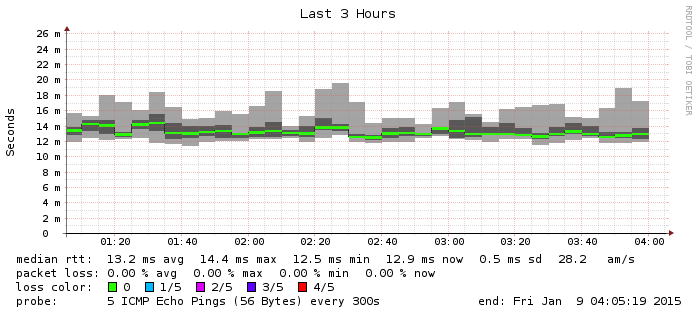 Last 3 Hours
RRDTOOL / TOBI OETIKER
Seconds
26 m
24 m
22 m
20 m
18 m
16 m
14 m
12 m
10 m
8 m
6 m
4 m
2 m
0
01:20 01:40 02:00 02:20 02:40 03:00 03:20 03:40 04:00
median rtt: 13.2 ms avg 14.4 ms max 12.5 ms min 12.9 ms now 0.5 ms sd 28.2 am/s
packet loss: 0.00 % avg 0.00 % max 0.00 % min 0.00 % now
loss color: 0 1/5 2/5 3/5 4/5
probe: 5 ICMP Echo Pings (56 Bytes) every 300s end: Fri Jan 9 04:05:19 2015